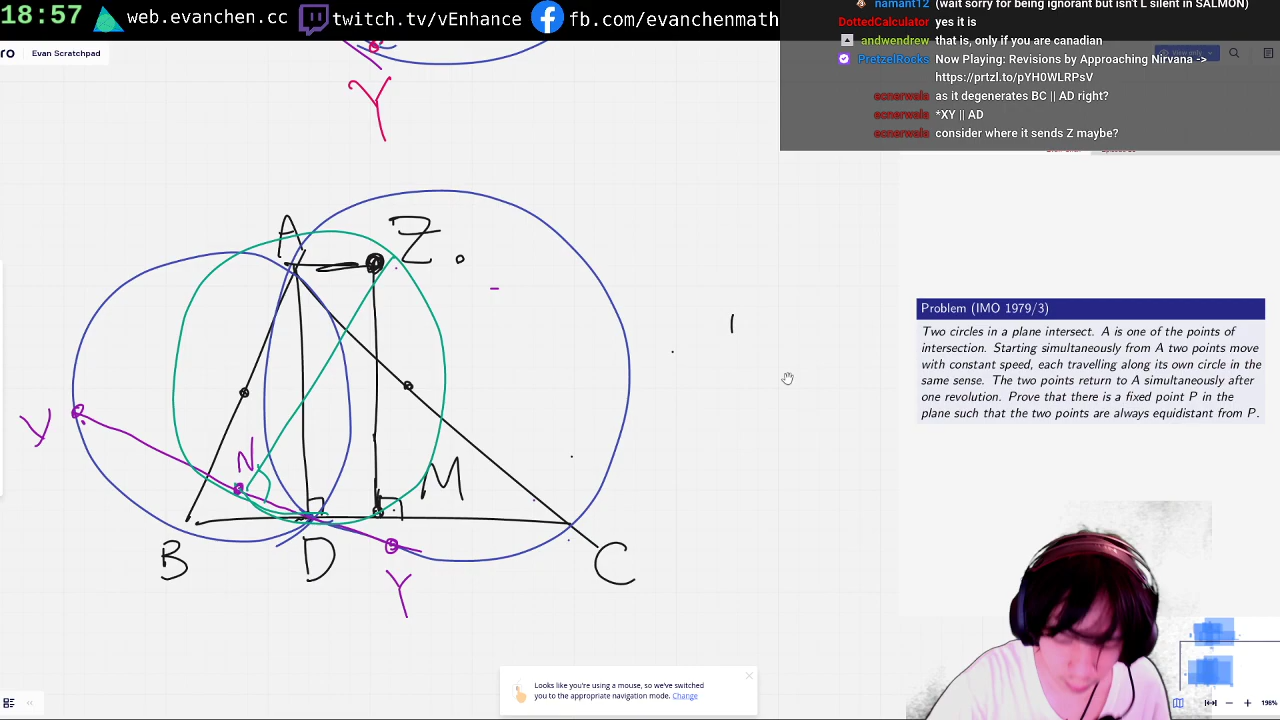 18:57
web.evanchen.cc
twitch.tv/vEnhance
fb.com/evanchenmath
namant12 (wait sorry for being ignorant but isn't L silent in SALMON)
DottedCalculator yes it is
andwendrew that is, only if you are canadian
PretzelRocks Now Playing: Revisions by Approaching Nirvana ->
https://prtzl.to/pYH0WLRPsV
ecnerwala as it degenerates BC || AD right?
ecnerwala *XY || AD
ecnerwala consider where it sends Z maybe?
ro
Evan Scratchpad
View only
Y
A
Z
X
N
M
B
D
C
Y
Problem (IMO 1979/3)
Two circles in a plane intersect. A is one of the points of
intersection. Starting simultaneously from A two points move
with constant speed, each travelling along its own circle in the
same sense. The two points return to A simultaneously after
one revolution. Prove that there is a fixed point P in the
plane such that the two points are always equidistant from P.
Looks like you're using a mouse, so we've switched
you to the appropriate navigation mode. Change
196%